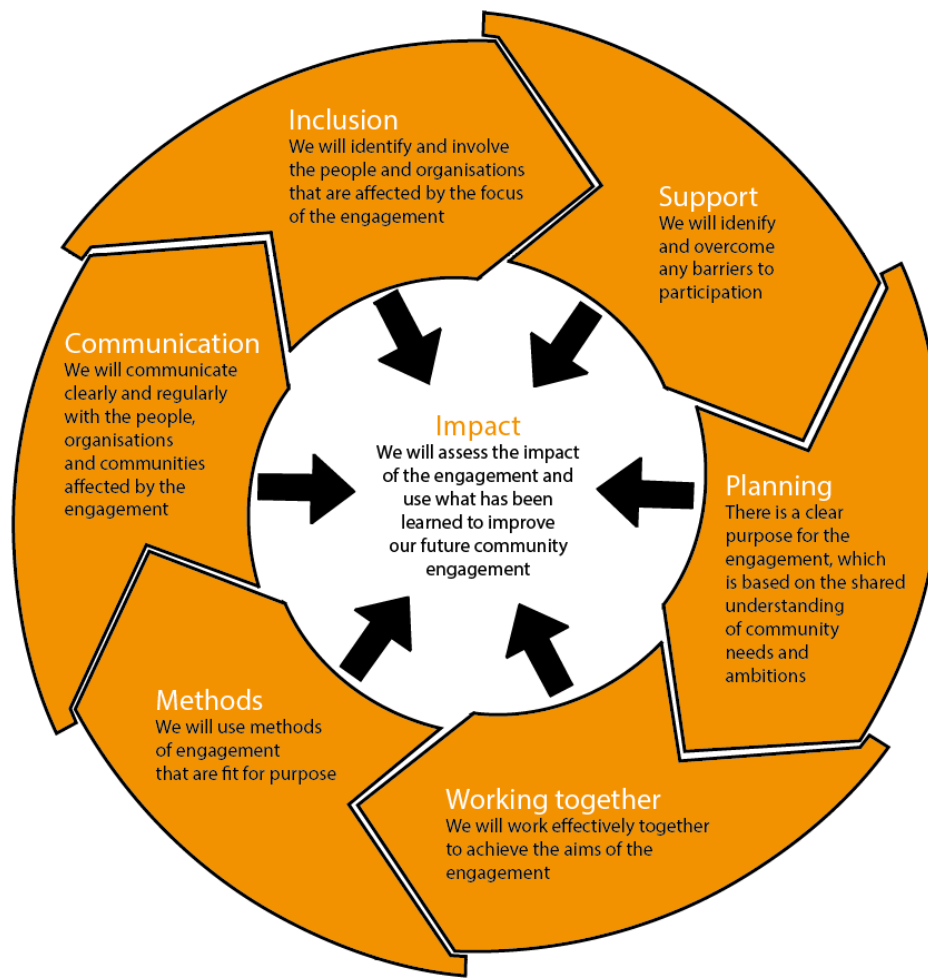 Inclusion
We will identify and involve
the people and organisations
that are affected by the focus
of the engagement
Support
We will idenify
and overcome
any barriers to
participation
Planning
There is a clear
purpose for the
engagement, which
is based on the shared
understanding
of community
needs and
ambitions
Working together
We will work effectively together
to achieve the aims of the
engagement
Methods
We will use methods
of engagement
that are fit for purpose
Communication
We will communicate
clearly and regularly
with the people,
organisations
and communities
affected by the
engagement
Impact
We will assess the impact
of the engagement and
use what has been
learned to improve
our future community
engagement